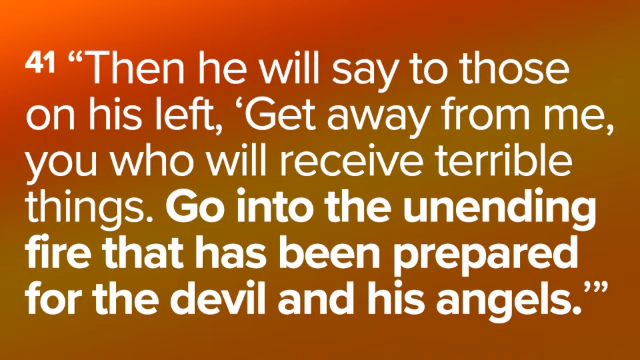 41 “Then he will say to those
on his left, ‘Get away from me,
you who will receive terrible
things. Go into the unending
fire that has been prepared
for the devil and his angels.’”